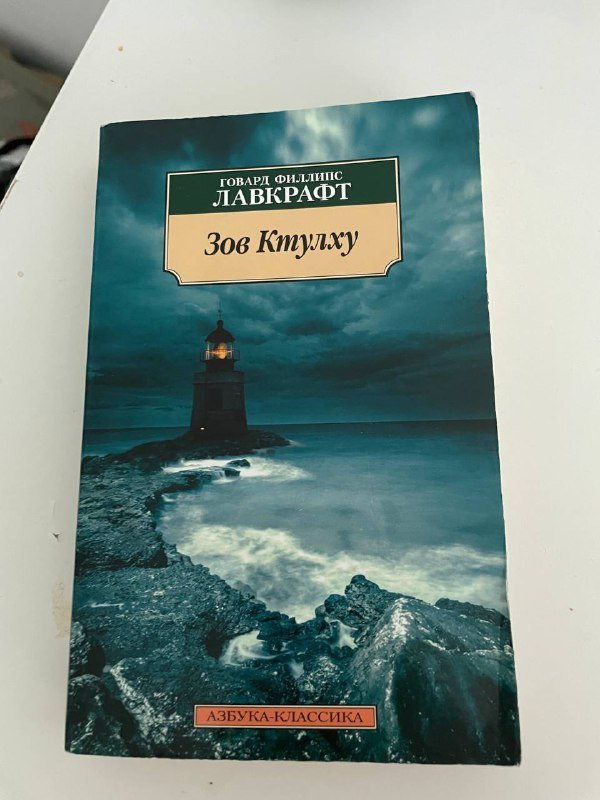 ГОВАРД ФИЛЛИПС
ЛАВКРАФТ
Зов Ктулху
АЗБУКА-КЛАССИКА